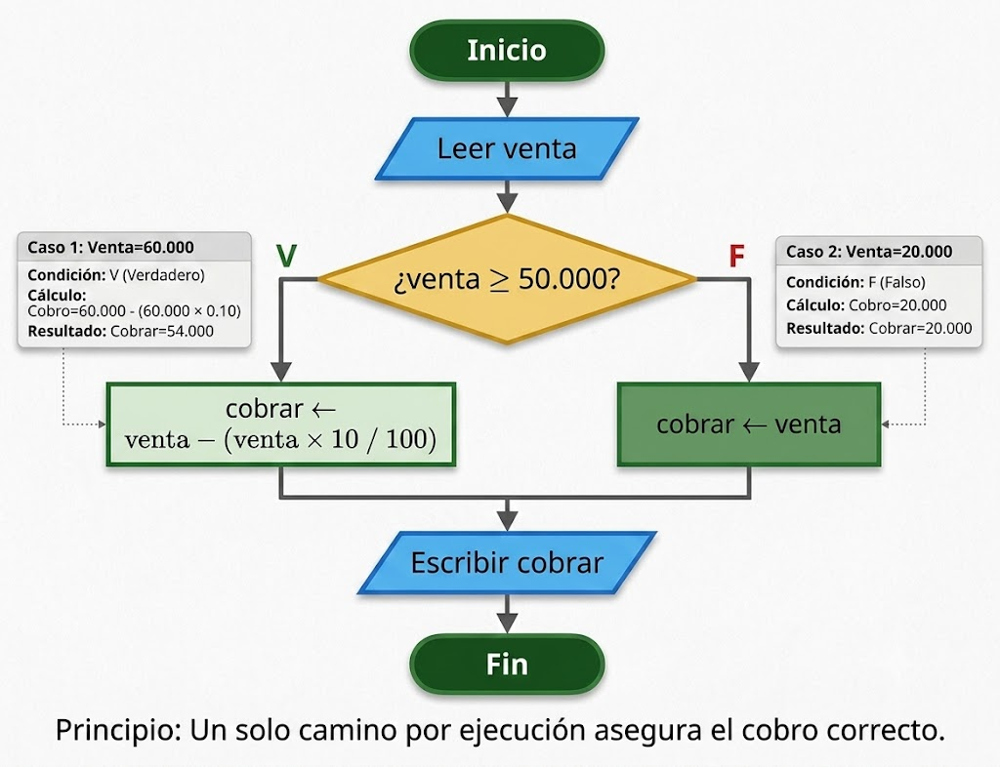 Inicio
Leer venta
¿venta ≥ 50.000?
V
F
Caso 1: Venta=60.000
Condición: V (Verdadero)
Cálculo:
Cobro=60.000 - (60.000 × 0.10)
Resultado: Cobrar=54.000
Caso 2: Venta=20.000
Condición: F (Falso)
Cálculo: Cobro=20.000
Resultado: Cobrar=20.000
cobrar ←
venta − (venta × 10 / 100)
cobrar ← venta
Escribir cobrar
Fin
Principio: Un solo camino por ejecución asegura el cobro correcto.